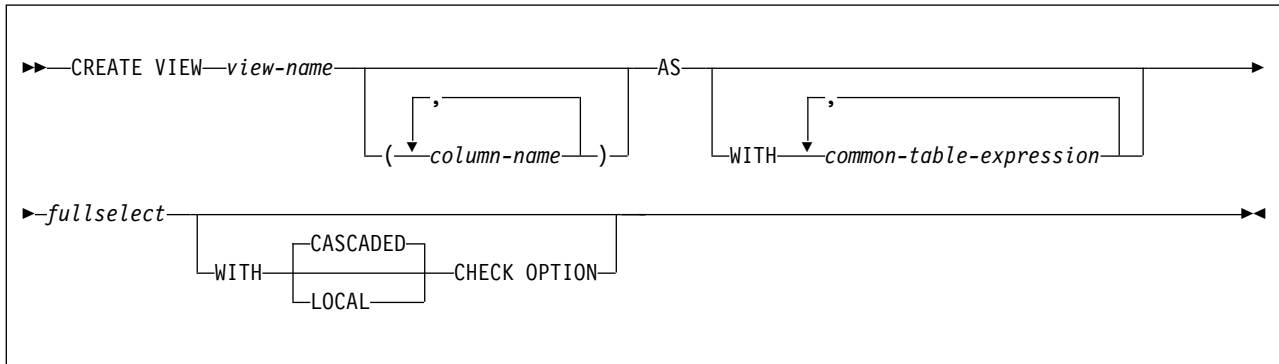 CREATE VIEW view-name AS
, ,
( column-name ) WITH common-table-expression
fullselect
CASCADED
WITH CHECK OPTION
LOCAL